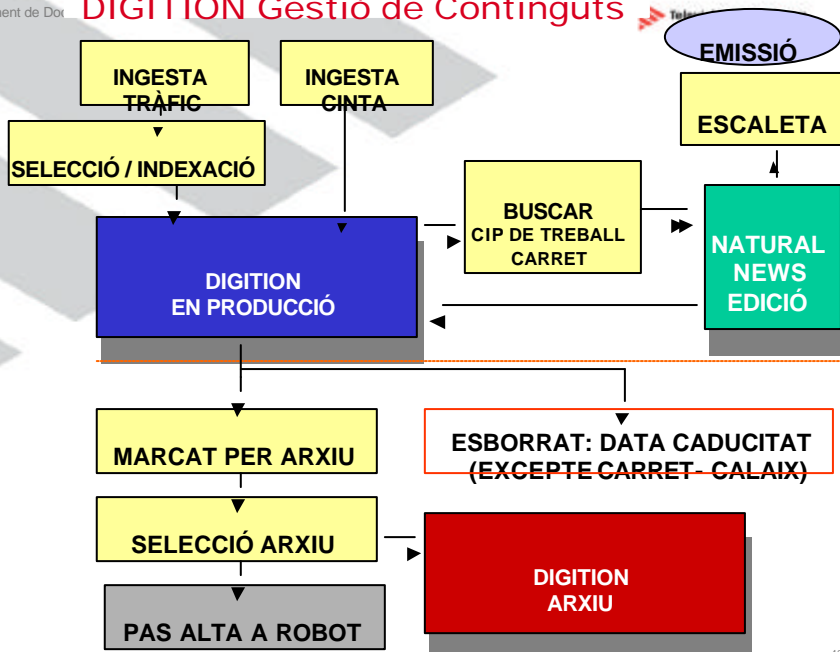 DIGITION Gestió de Continguts
EMISSIÓ
INGESTA
TRÀFIC
INGESTA
CINTA
ESCALETA
SELECCIÓ / INDEXACIÓ
BUSCAR
CIP DE TREBALL
CARRET
NATURAL
NEWS
EDICIÓ
DIGITION
EN PRODUCCIÓ
MARCAT PER ARXIU
ESBORRAT: DATA CADUCITAT
(EXCEPTE CARRET- CALAIX)
SELECCIÓ ARXIU
DIGITION
ARXIU
PAS ALTA A ROBOT